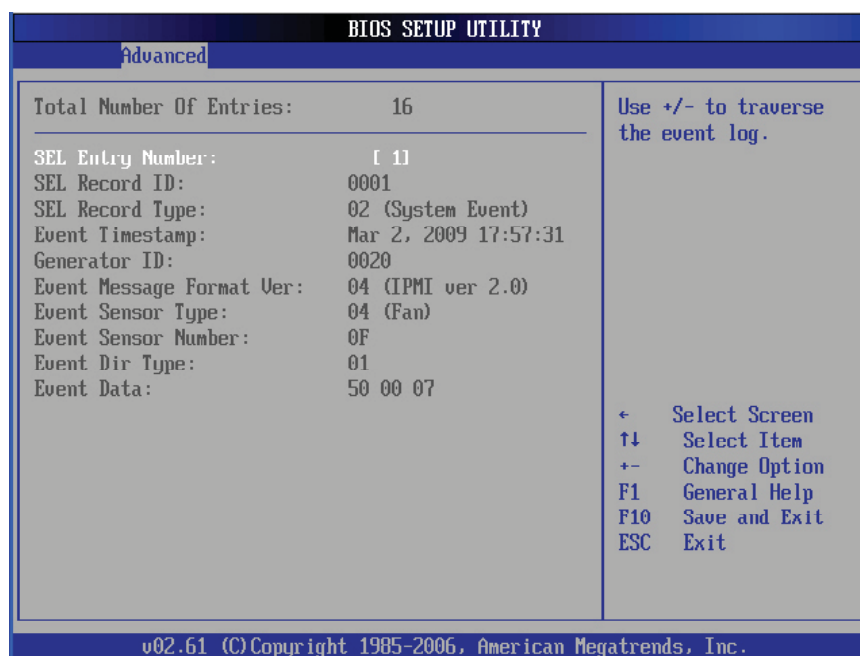 BIOS SETUP UTILITY
Advanced
Total Number Of Entries: 16
SEL Entry Number: [ 1]
SEL Record ID: 0001
SEL Record Type: 02 (System Event)
Event Timestamp: Mar 2, 2009 17:57:31
Generator ID: 0020
Event Message Format Ver: 04 (IPMI ver 2.0)
Event Sensor Type: 04 (Fan)
Event Sensor Number: 0F
Event Dir Type: 01
Event Data: 50 00 07
Use +/- to traverse
the event log.
← Select Screen
↑↓ Select Item
+- Change Option
F1 General Help
F10 Save and Exit
ESC Exit
v02.61 (C)Copyright 1985-2006, American Megatrends, Inc.